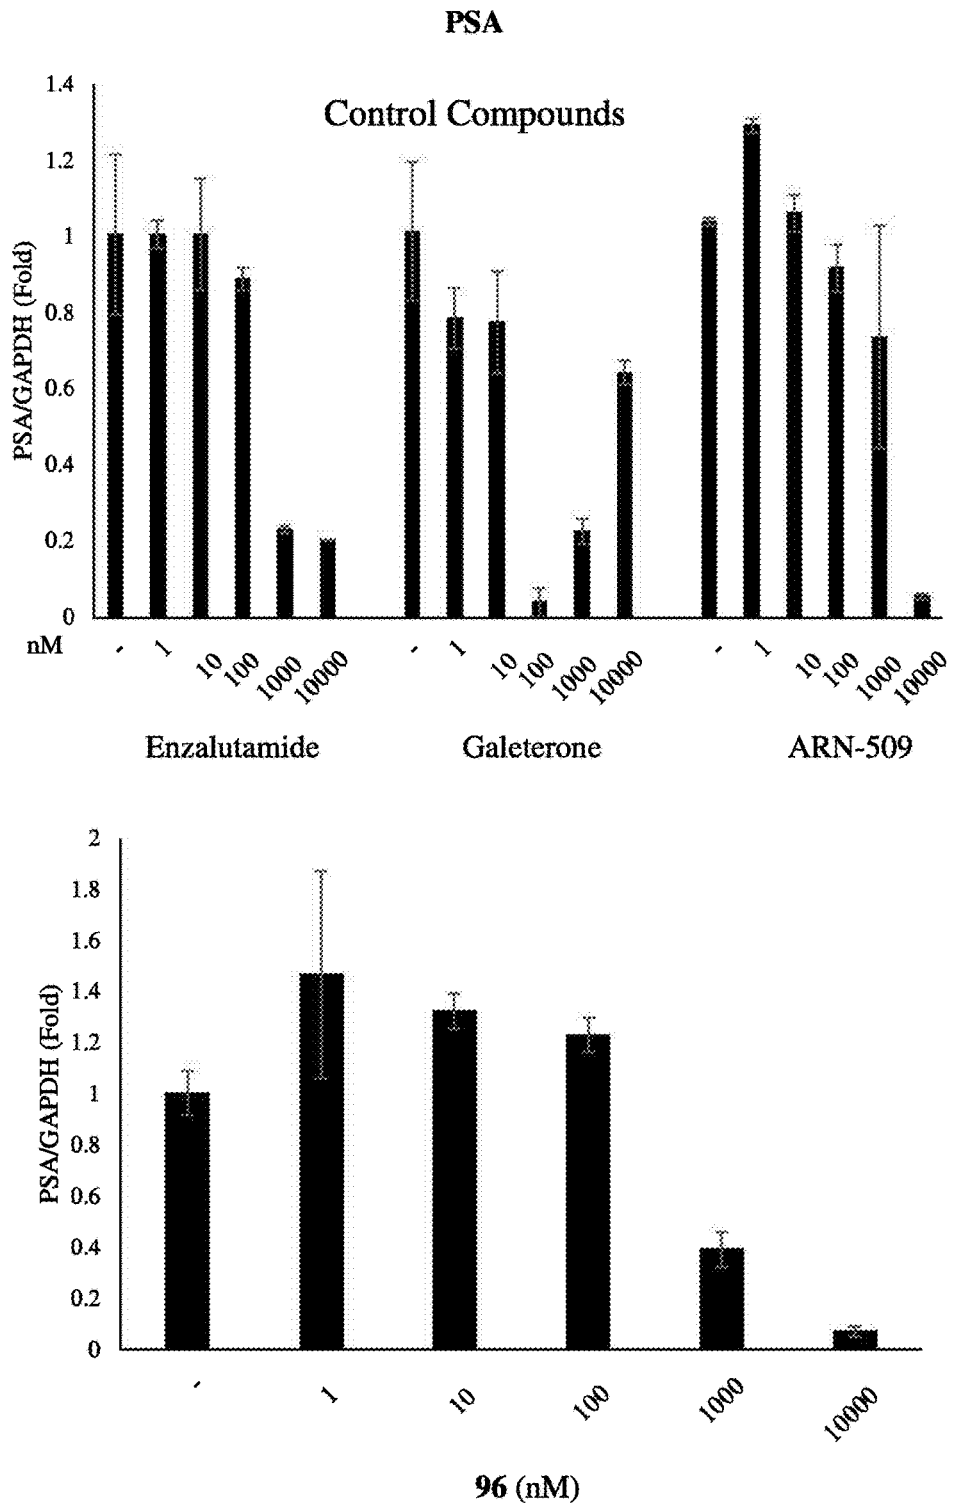 PSA
Control Compounds
PSA/GAPDH (Fold)
1.4
1.2
1
0.8
0.6
0.4
0.2
0
nM
- 1 10 100 1000 10000 - 1 10 100 1000 10000 - 1 10 100 1000 10000
Enzalutamide Galeterone ARN-509
PSA/GAPDH (Fold)
2
1.8
1.6
1.4
1.2
1
0.8
0.6
0.4
0.2
0
- 1 10 100 1000 10000
96 (nM)